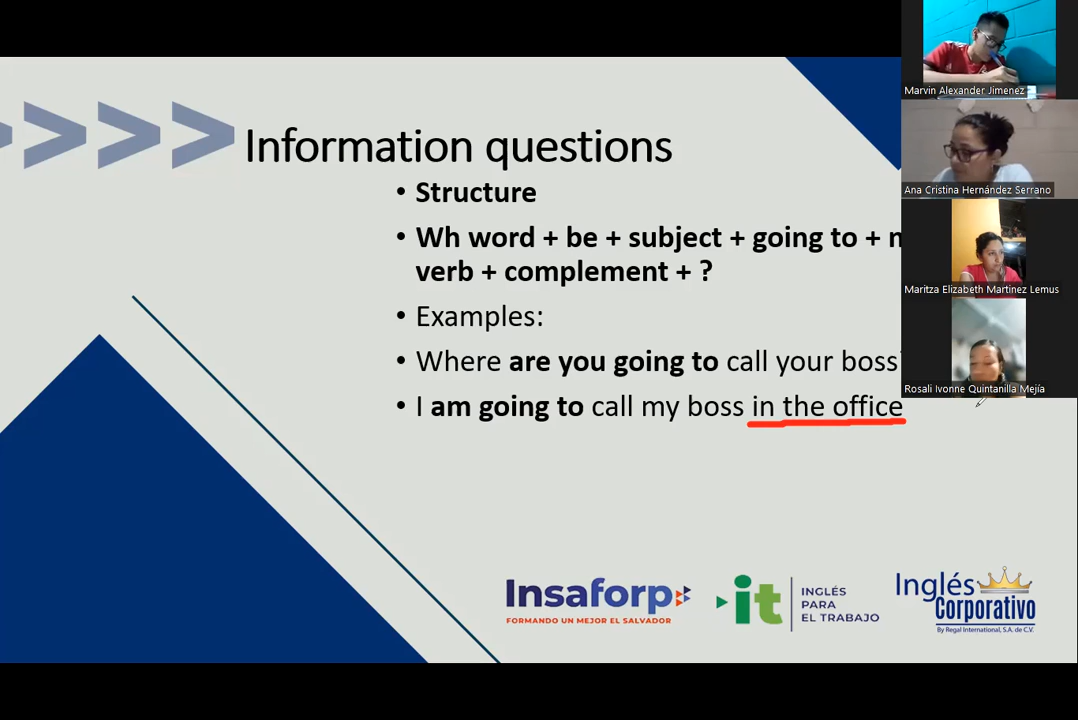 Information questions
• Structure
• Wh word + be + subject + going to +
verb + complement + ?
• Examples:
• Where are you going to call your boss
• I am going to call my boss in the office
Marvin Alexander Jimenez
Ana Cristina Hernández Serrano
Maritza Elizabeth Martinez Lemus
Rosali Ivonne Quintanilla Mejía
Insaforp
FORMANDO UN MEJOR EL SALVADOR
it
INGLÉS
PARA
EL TRABAJO
Inglés
Corporativo
By Regal International, S.A. de C.V.